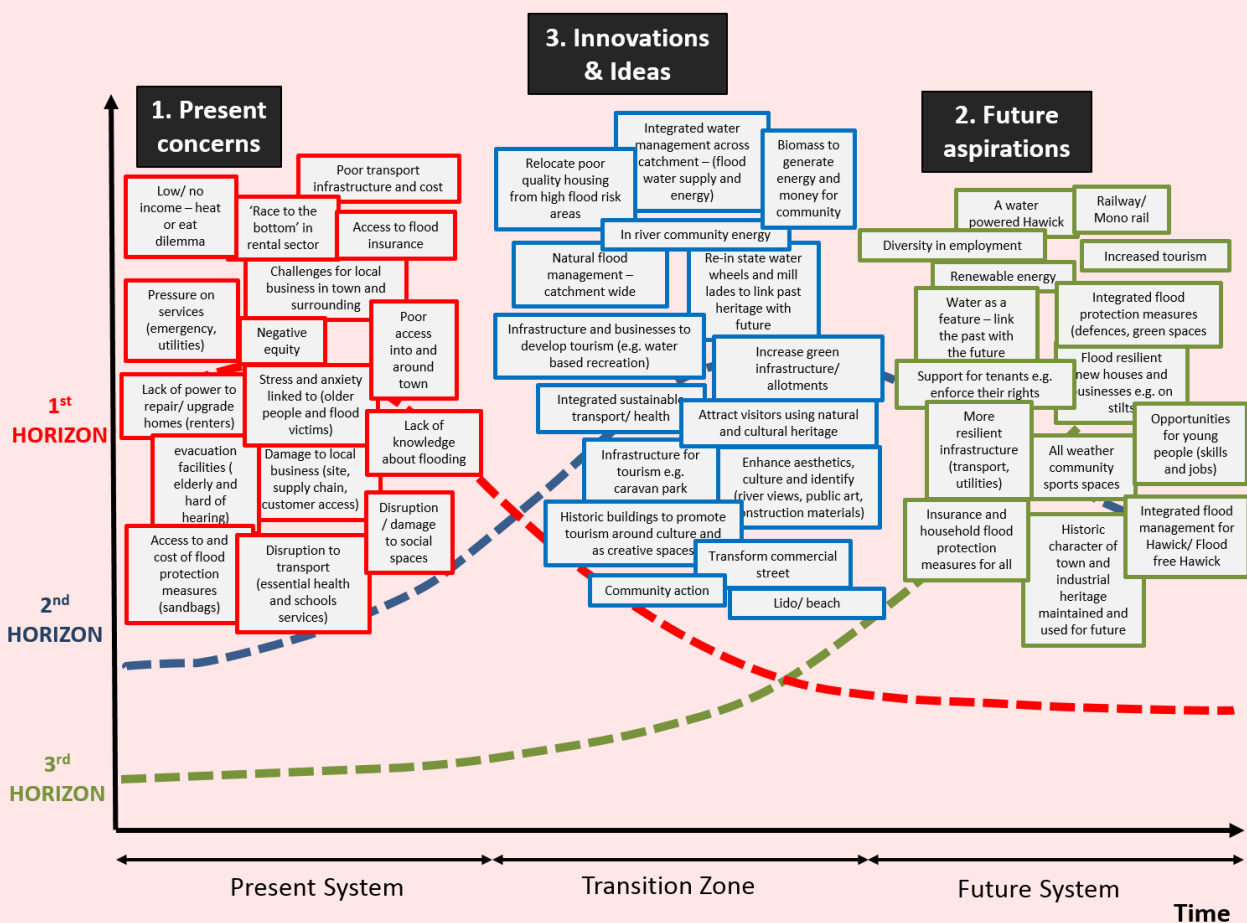 3. Innovations
& Ideas
1. Present
concerns
2. Future
aspirations
1st
HORIZON
2nd
HORIZON
3rd
HORIZON
Poor transport
infrastructure and cost
Low/ no
income – heat
or eat
dilemma
‘Race to the
bottom’ in
rental sector
Access to flood
insurance
Challenges for local
business in town and
surrounding
Pressure on
services
(emergency,
utilities)
Negative
equity
Poor
access
into and
around
town
Lack of power to
repair/ upgrade
homes (renters)
Stress and anxiety
linked to (older
people and flood
victims)
Lack of
knowledge
about flooding
evacuation
facilities (
elderly and
hard of
hearing)
Damage to local
business (site,
supply chain,
customer access)
Disruption
/ damage
to social
spaces
Access to and
cost of flood
protection
measures
(sandbags)
Disruption to
transport
(essential health
and schools
services)
Integrated water
management across
catchment – (flood
water supply and
energy)
Biomass to
generate
energy and
money for
community
Relocate poor
quality housing
from high flood risk
areas
In river community energy
Natural flood
management –
catchment wide
Re-in state water
wheels and mill
lades to link past
heritage with
future
Infrastructure and businesses to
develop tourism (e.g. water
based recreation)
Increase green
infrastructure/
allotments
Integrated sustainable
transport/ health
Attract visitors using natural
and cultural heritage
Infrastructure for
tourism e.g.
caravan park
Enhance aesthetics,
culture and identify
(river views, public art,
construction materials)
Historic buildings to promote
tourism around culture and
as creative spaces
Transform commercial
street
Community action
Lido/ beach
A water
powered Hawick
Railway/
Mono rail
Diversity in employment
Increased tourism
Renewable energy
Water as a
feature – link
the past with
the future
Integrated flood
protection measures
(defences, green spaces
Flood resilient
new houses and
businesses e.g. on
stilts
Support for tenants e.g.
enforce their rights
More
resilient
infrastructure
(transport,
utilities)
All weather
community
sports spaces
Opportunities
for young
people (skills
and jobs)
Insurance and
household flood
protection
measures for all
Historic
character of
town and
industrial
heritage
maintained and
used for future
Integrated flood
management for
Hawick/ Flood
free Hawick
Present System
Transition Zone
Future System
Time